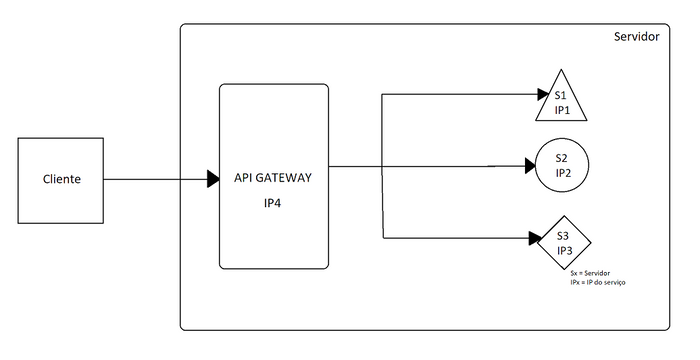 Servidor
Cliente
API GATEWAY
IP4
S1
IP1
S2
IP2
S3
IP3
Sx = Servidor
IPx = IP do serviço